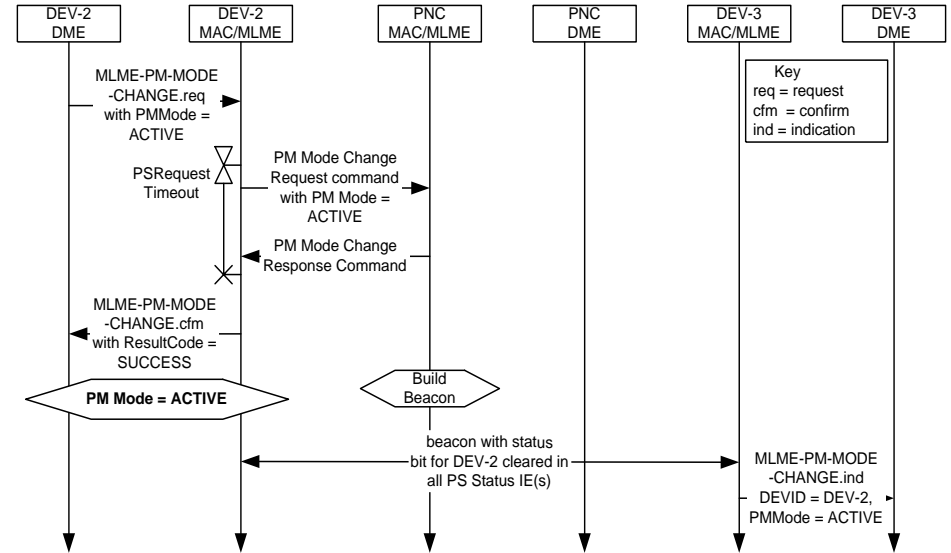 DEV-2
DME
DEV-2
MAC/MLME
PNC
MAC/MLME
PNC
DME
DEV-3
MAC/MLME
DEV-3
DME
Key
req = request
cfm = confirm
ind = indication
MLME-PM-MODE
-CHANGE.req
with PMMode =
ACTIVE
PSRequest
Timeout
PM Mode Change
Request command
with PM Mode =
ACTIVE
PM Mode Change
Response Command
MLME-PM-MODE
-CHANGE.cfm
with ResultCode =
SUCCESS
PM Mode = ACTIVE
Build
Beacon
beacon with status
bit for DEV-2 cleared in
all PS Status IE(s)
MLME-PM-MODE
-CHANGE.ind
DEVID = DEV-2,
PMMode = ACTIVE